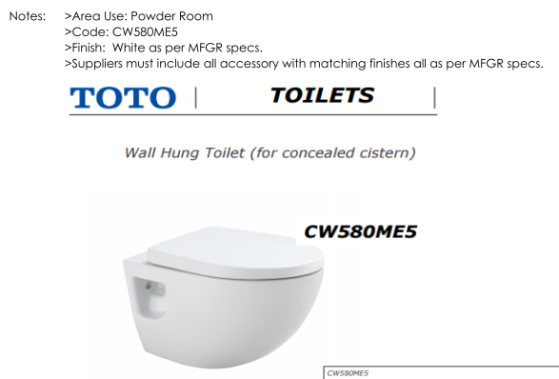 Notes: >Area Use: Powder Room
>Code: CW580ME5
>Finish: White as per MFGR specs.
>Suppliers must include all accessory with matching finishes all as per MFGR specs.
TOTO | TOILETS |
Wall Hung Toilet (for concealed cistern)
CW580ME5
CW580ME5